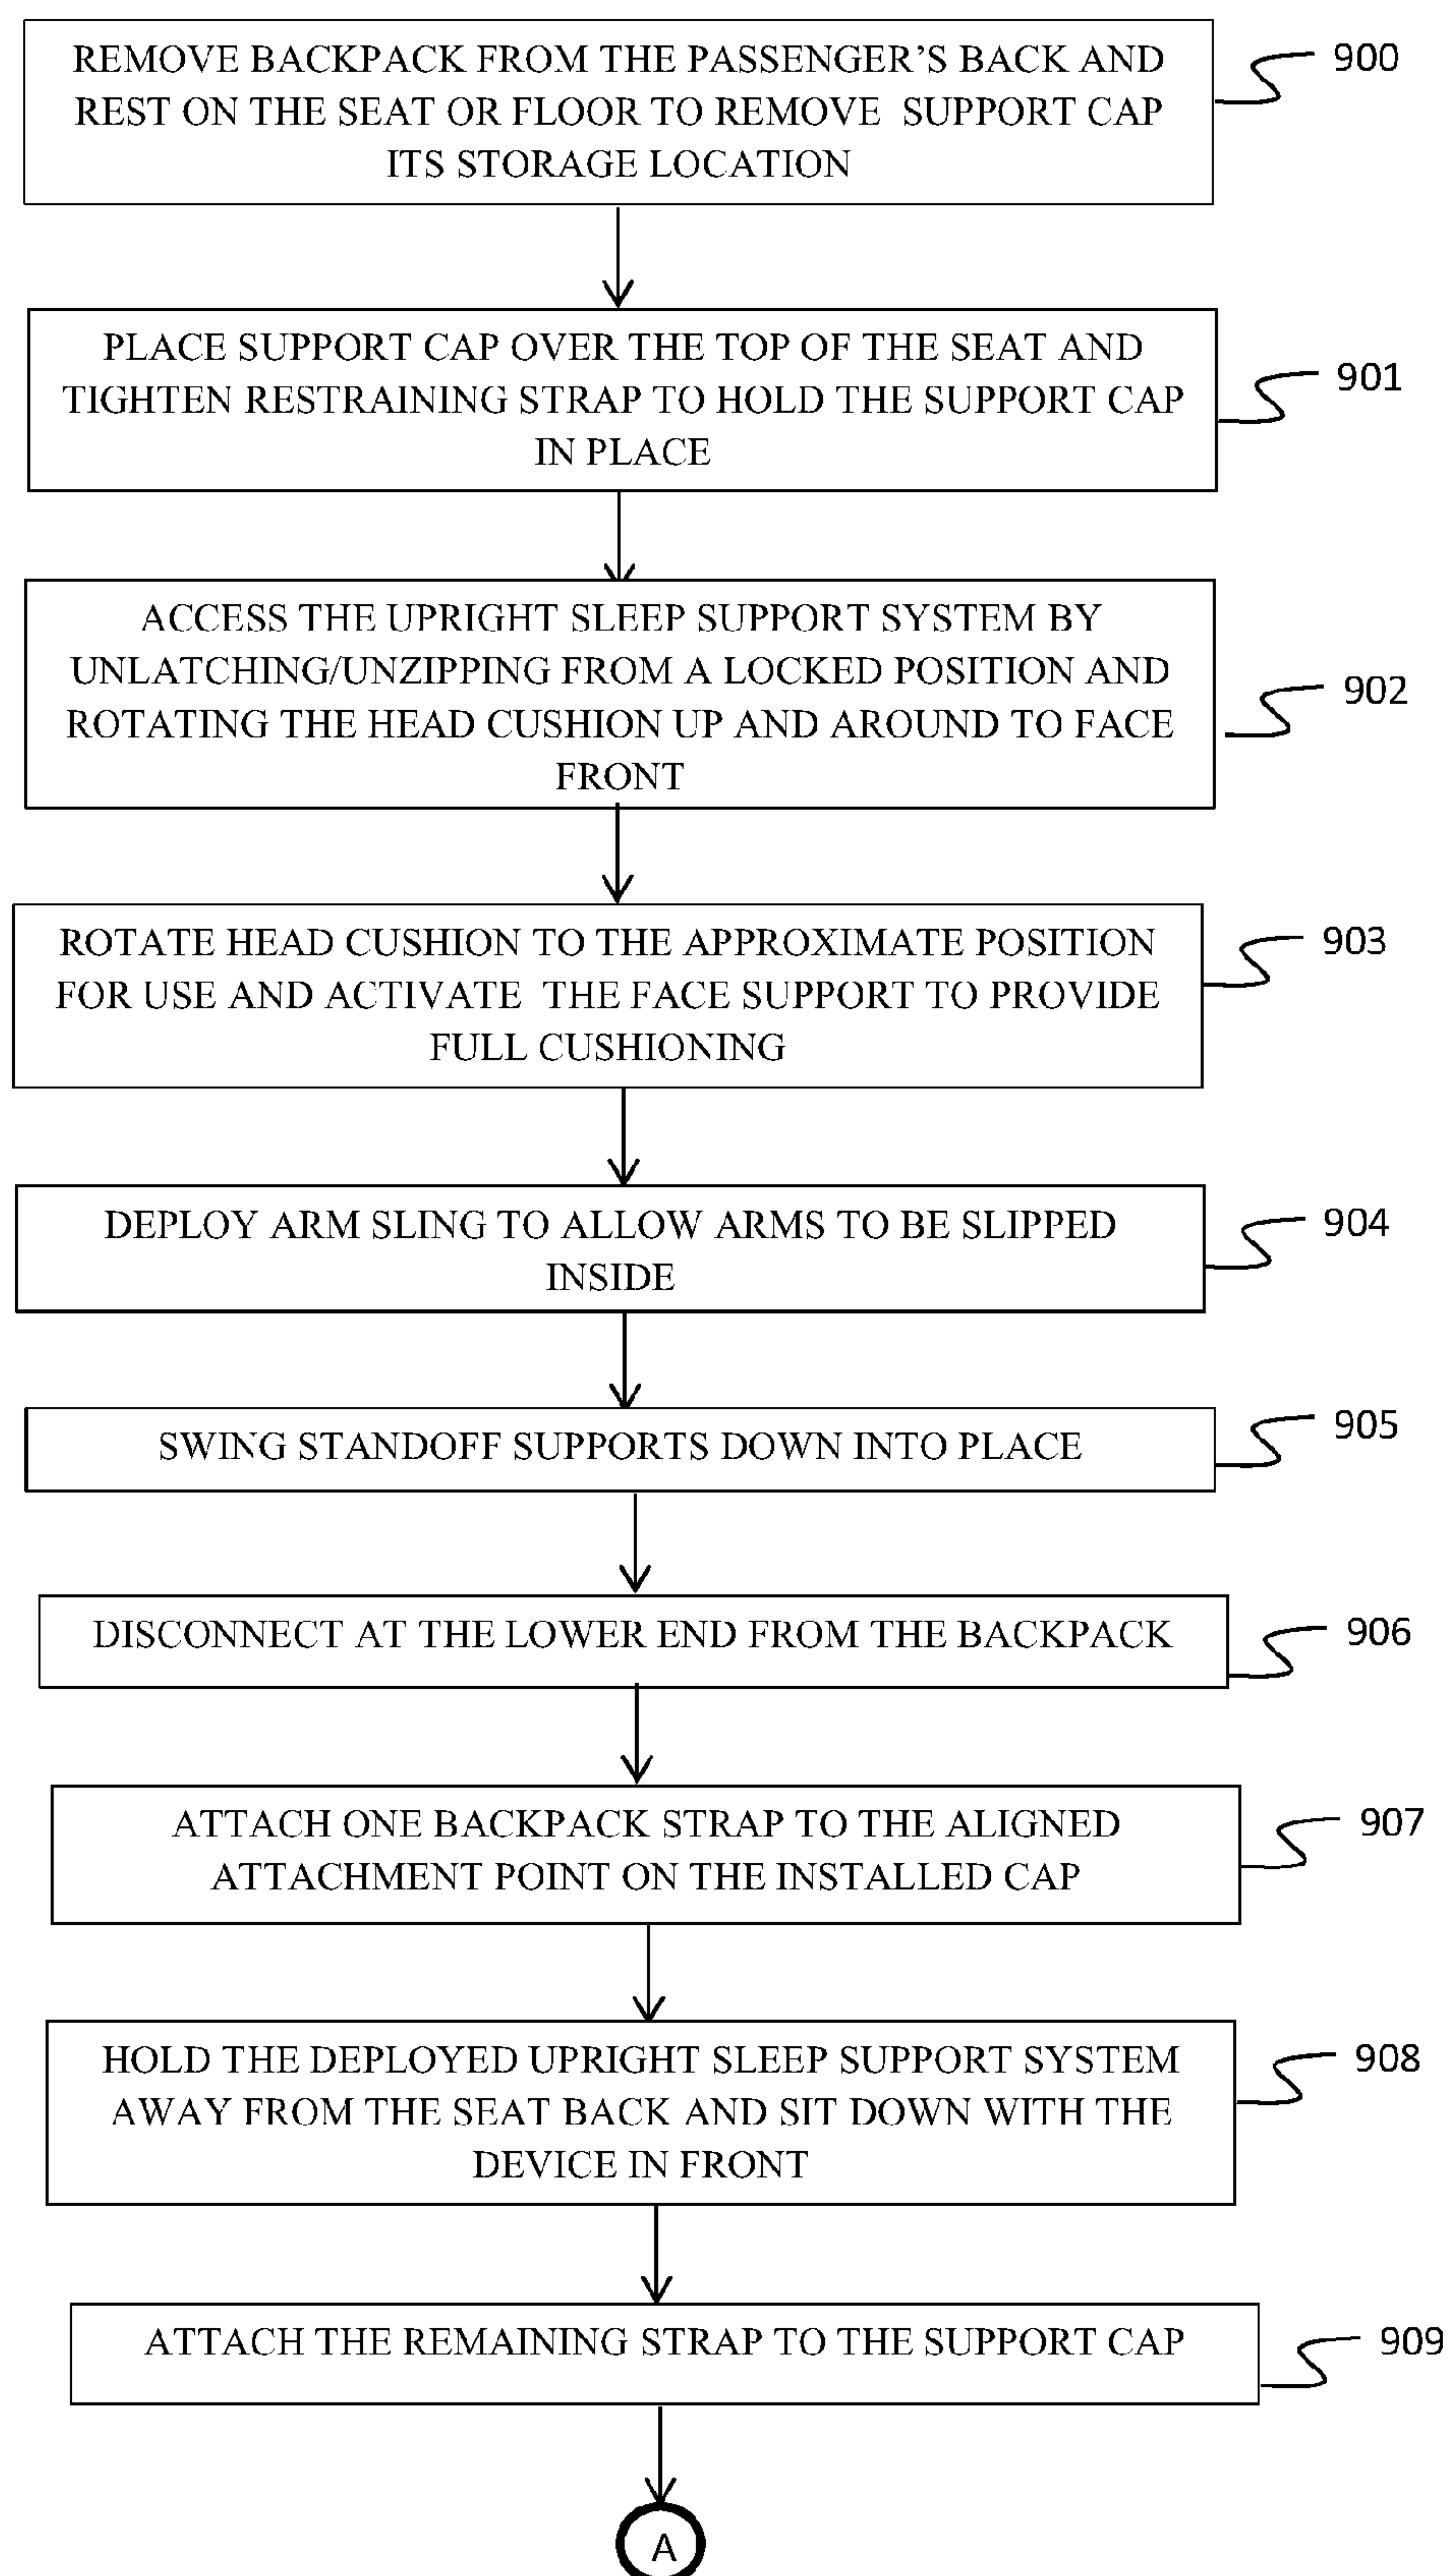 REMOVE BACKPACK FROM THE PASSENGER'S BACK AND
REST ON THE SEAT OR FLOOR TO REMOVE SUPPORT CAP
ITS STORAGE LOCATION
900
PLACE SUPPORT CAP OVER THE TOP OF THE SEAT AND
TIGHTEN RESTRAINING STRAP TO HOLD THE SUPPORT CAP
IN PLACE
901
ACCESS THE UPRIGHT SLEEP SUPPORT SYSTEM BY
UNLATCHING/UNZIPPING FROM A LOCKED POSITION AND
ROTATING THE HEAD CUSHION UP AND AROUND TO FACE
FRONT
902
ROTATE HEAD CUSHION TO THE APPROXIMATE POSITION
FOR USE AND ACTIVATE THE FACE SUPPORT TO PROVIDE
FULL CUSHIONING
903
DEPLOY ARM SLING TO ALLOW ARMS TO BE SLIPPED
INSIDE
904
SWING STANDOFF SUPPORTS DOWN INTO PLACE
905
DISCONNECT AT THE LOWER END FROM THE BACKPACK
906
ATTACH ONE BACKPACK STRAP TO THE ALIGNED
ATTACHMENT POINT ON THE INSTALLED CAP
907
HOLD THE DEPLOYED UPRIGHT SLEEP SUPPORT SYSTEM
AWAY FROM THE SEAT BACK AND SIT DOWN WITH THE
DEVICE IN FRONT
908
ATTACH THE REMAINING STRAP TO THE SUPPORT CAP
909
A